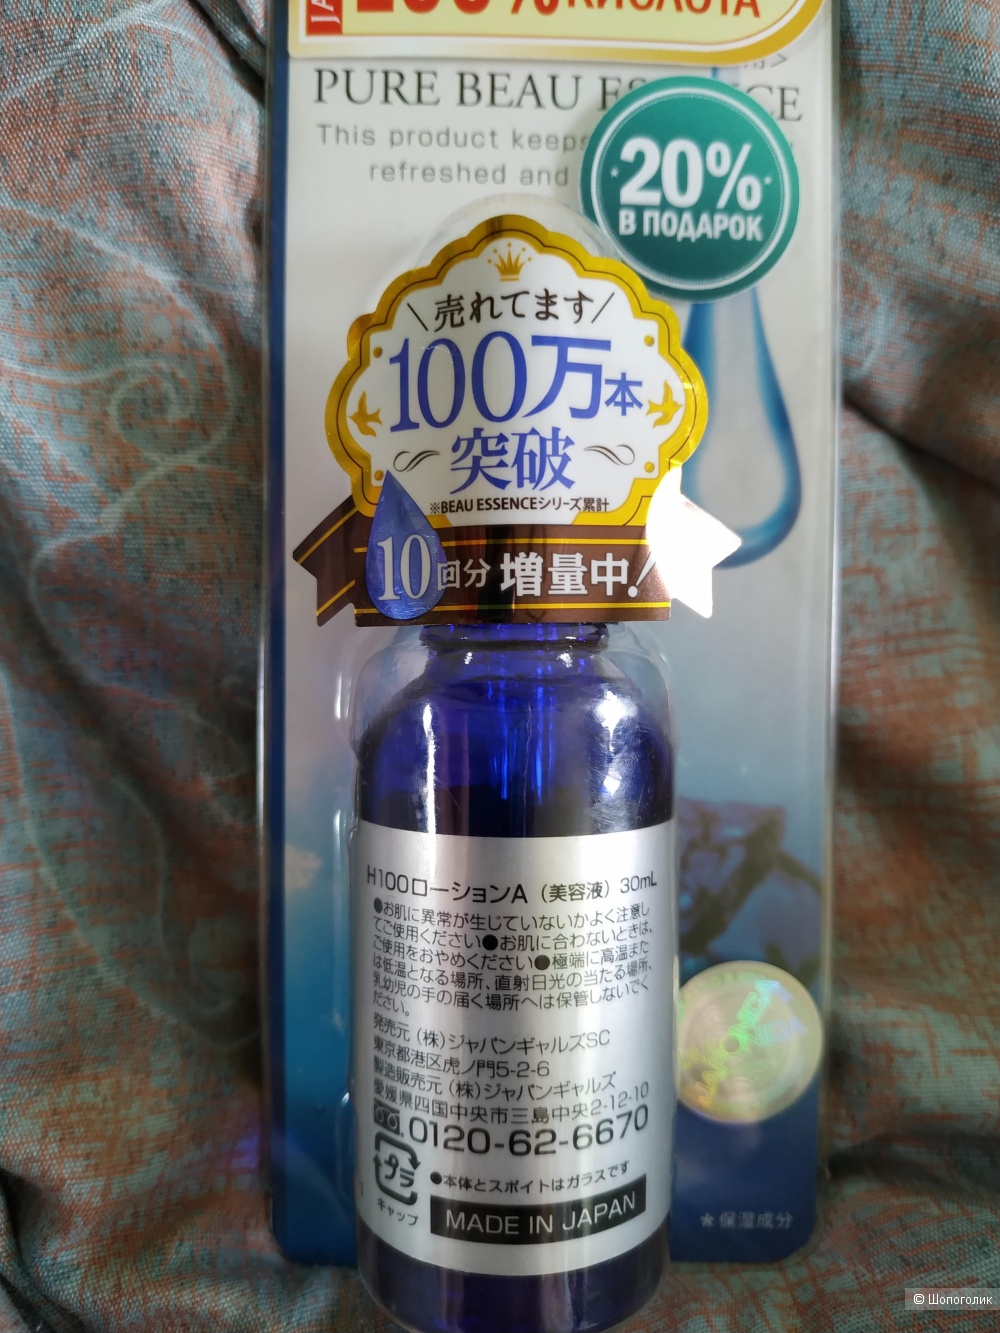 КИСЛОТА
PURE BEAU
This product keeps
refreshed and
20%
В ПОДАРОК
売れてます
100万本
突破
※BEAU ESSENCEシリーズ累計
10回分 増量中!
H100ローションA（美容液）30mL
●お肌に異常が生じていないかよく注意し
てご使用ください●お肌に合わないときは、
ご使用をおやめください●極端に高温また
は低温となる場所、直射日光の当たる場所、
乳幼児の手の届く場所へは保管しないでく
ださい。
発売元（株）ジャパンギャルズSC
東京都港区虎ノ門5-2-6
製造販売元（株）ジャパンギャルズ
愛媛県四国中央市三島中央2-12-10
0120-62-6670
プラ
キャップ
●本体とスポイトはガラスです
MADE IN JAPAN
＊保湿成分
© Шопоголик